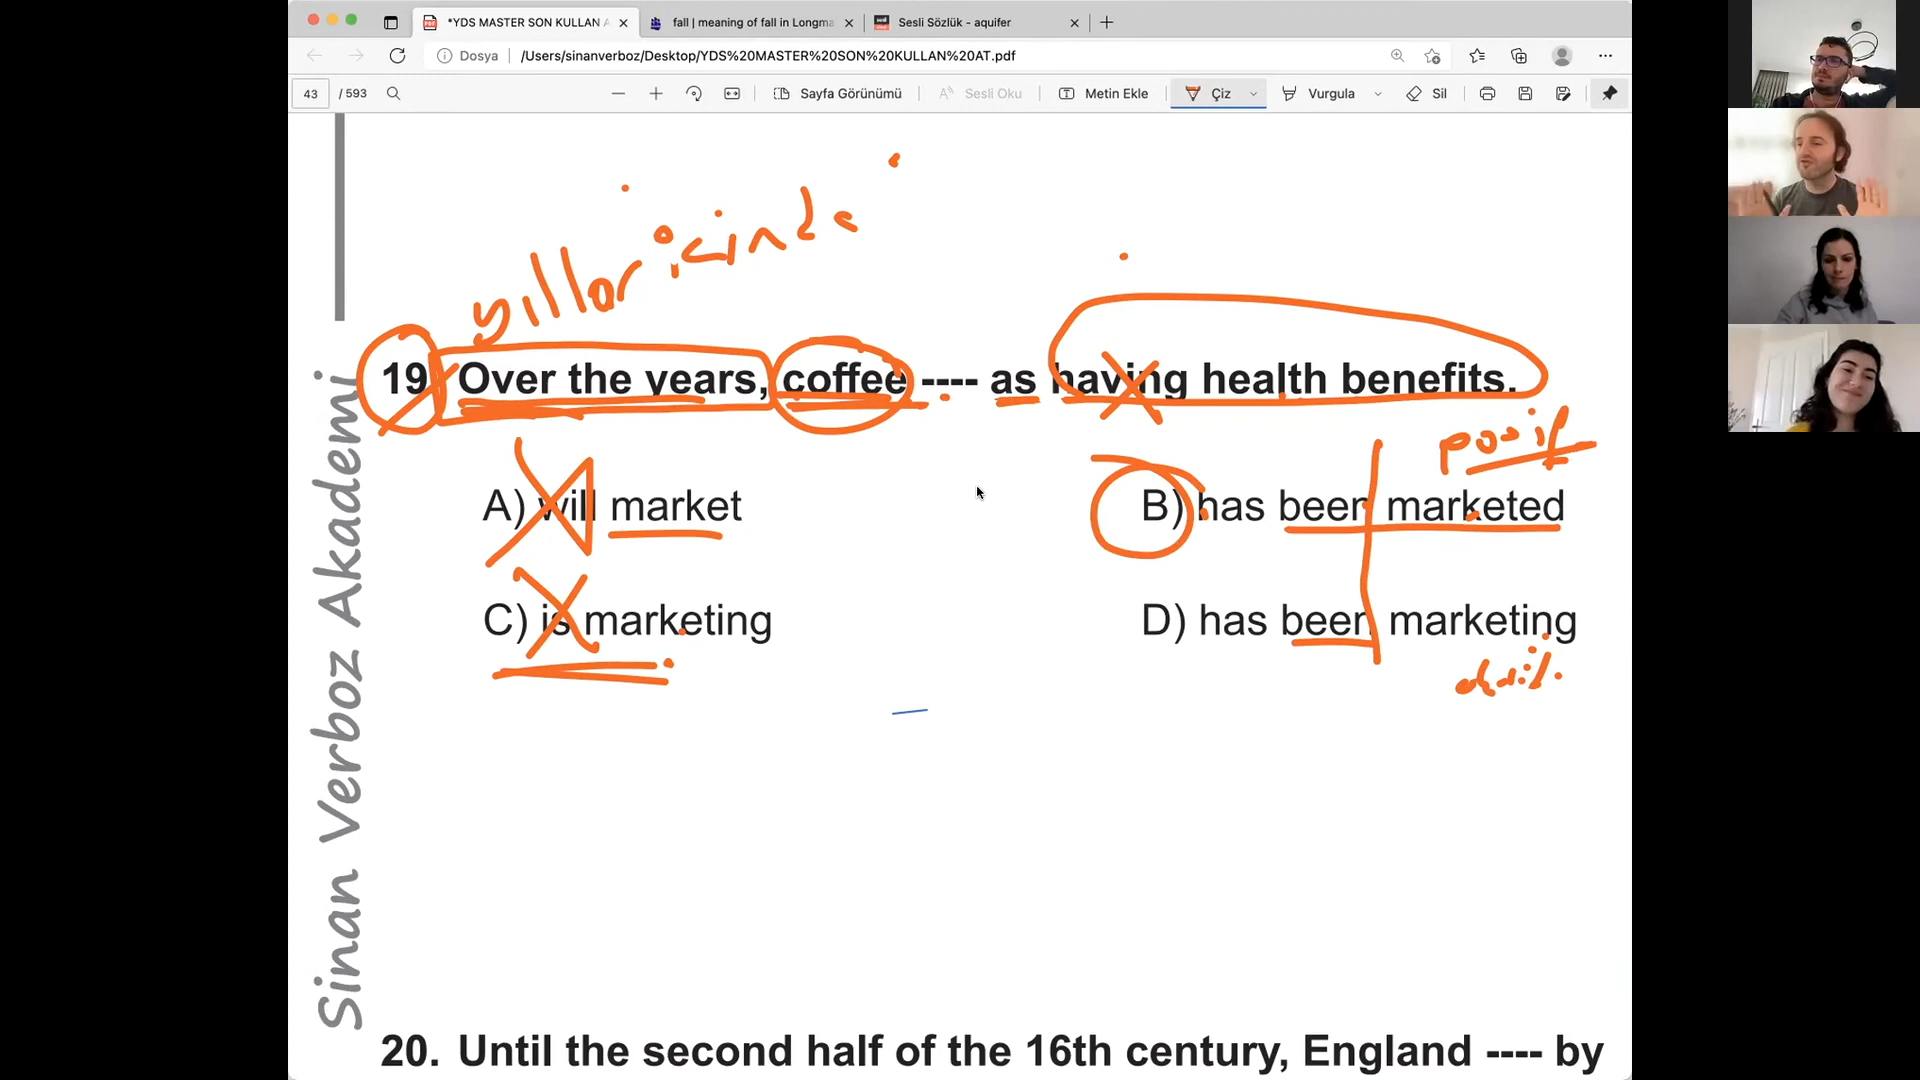 *YDS MASTER SON KULLAN A
fall | meaning of fall in Longma
Sesli Sözlük - aquifer
Dosya
/Users/sinanverboz/Desktop/YDS%20MASTER%20SON%20KULLAN%20AT.pdf
43 / 593
Sayfa Görünümü
Sesli Oku
Metin Ekle
Çiz
Vurgula
Sil
yıllar içinde
19 Over the years, coffee ---- as having health benefits.
pasif
A) will market
B) has been marketed
C) is marketing
D) has been marketing
aktif
Sinan Verboz Akademi
20. Until the second half of the 16th century, England ---- by